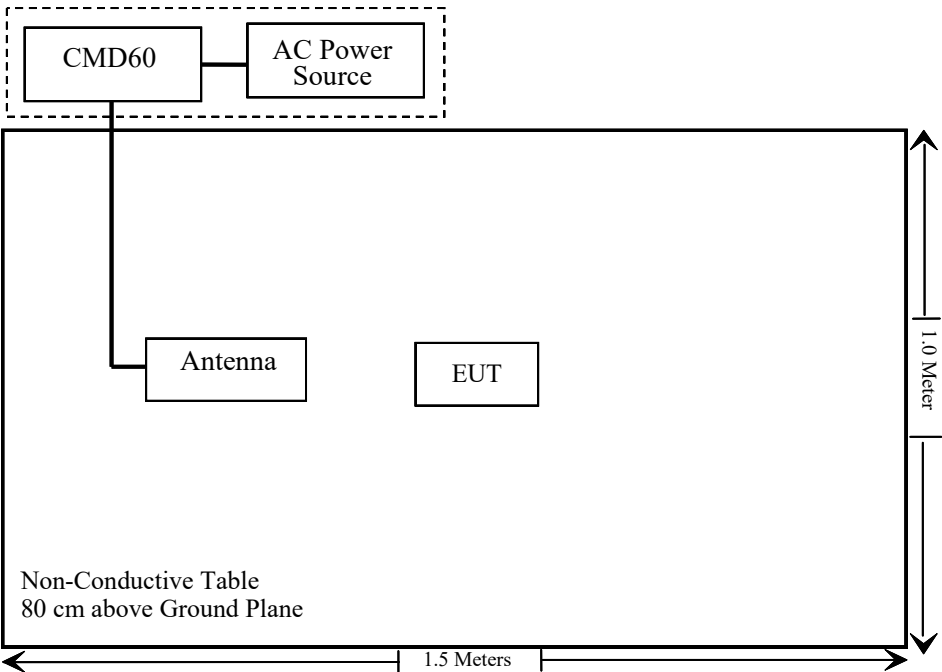 CMD60
AC Power
Source
Antenna
EUT
1.0 Meter
Non-Conductive Table
80 cm above Ground Plane
1.5 Meters